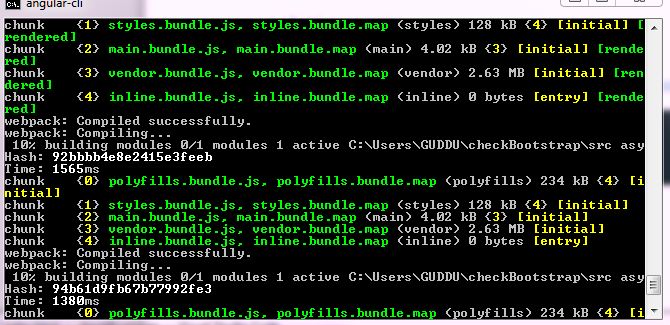 angular-cli
chunk    {1} styles.bundle.js, styles.bundle.map (styles) 128 kB {4} [initial] [
rendered]
chunk    {2} main.bundle.js, main.bundle.map (main) 4.02 kB {3} [initial] [rende
red]
chunk    {3} vendor.bundle.js, vendor.bundle.map (vendor) 2.63 MB [initial] [ren
dered]
chunk    {4} inline.bundle.js, inline.bundle.map (inline) 0 bytes [entry] [rende
red]
webpack: Compiled successfully.
webpack: Compiling...
 10% building modules 0/1 modules 1 active C:\Users\GUDDU\checkBootstrap\src asy
Hash: 92bbbb4e8e2415e3feeb
Time: 1565ms
chunk    {0} polyfills.bundle.js, polyfills.bundle.map (polyfills) 234 kB {4} [i
nitial]
chunk    {1} styles.bundle.js, styles.bundle.map (styles) 128 kB {4} [initial]
chunk    {2} main.bundle.js, main.bundle.map (main) 4.02 kB {3} [initial]
chunk    {3} vendor.bundle.js, vendor.bundle.map (vendor) 2.63 MB [initial]
chunk    {4} inline.bundle.js, inline.bundle.map (inline) 0 bytes [entry]
webpack: Compiled successfully.
webpack: Compiling...
 10% building modules 0/1 modules 1 active C:\Users\GUDDU\checkBootstrap\src asy
Hash: 94b61d9fb67b77992fe3
Time: 1380ms
chunk    {0} polyfills.bundle.js, polyfills.bundle.map (polyfills) 234 kB {4} [i